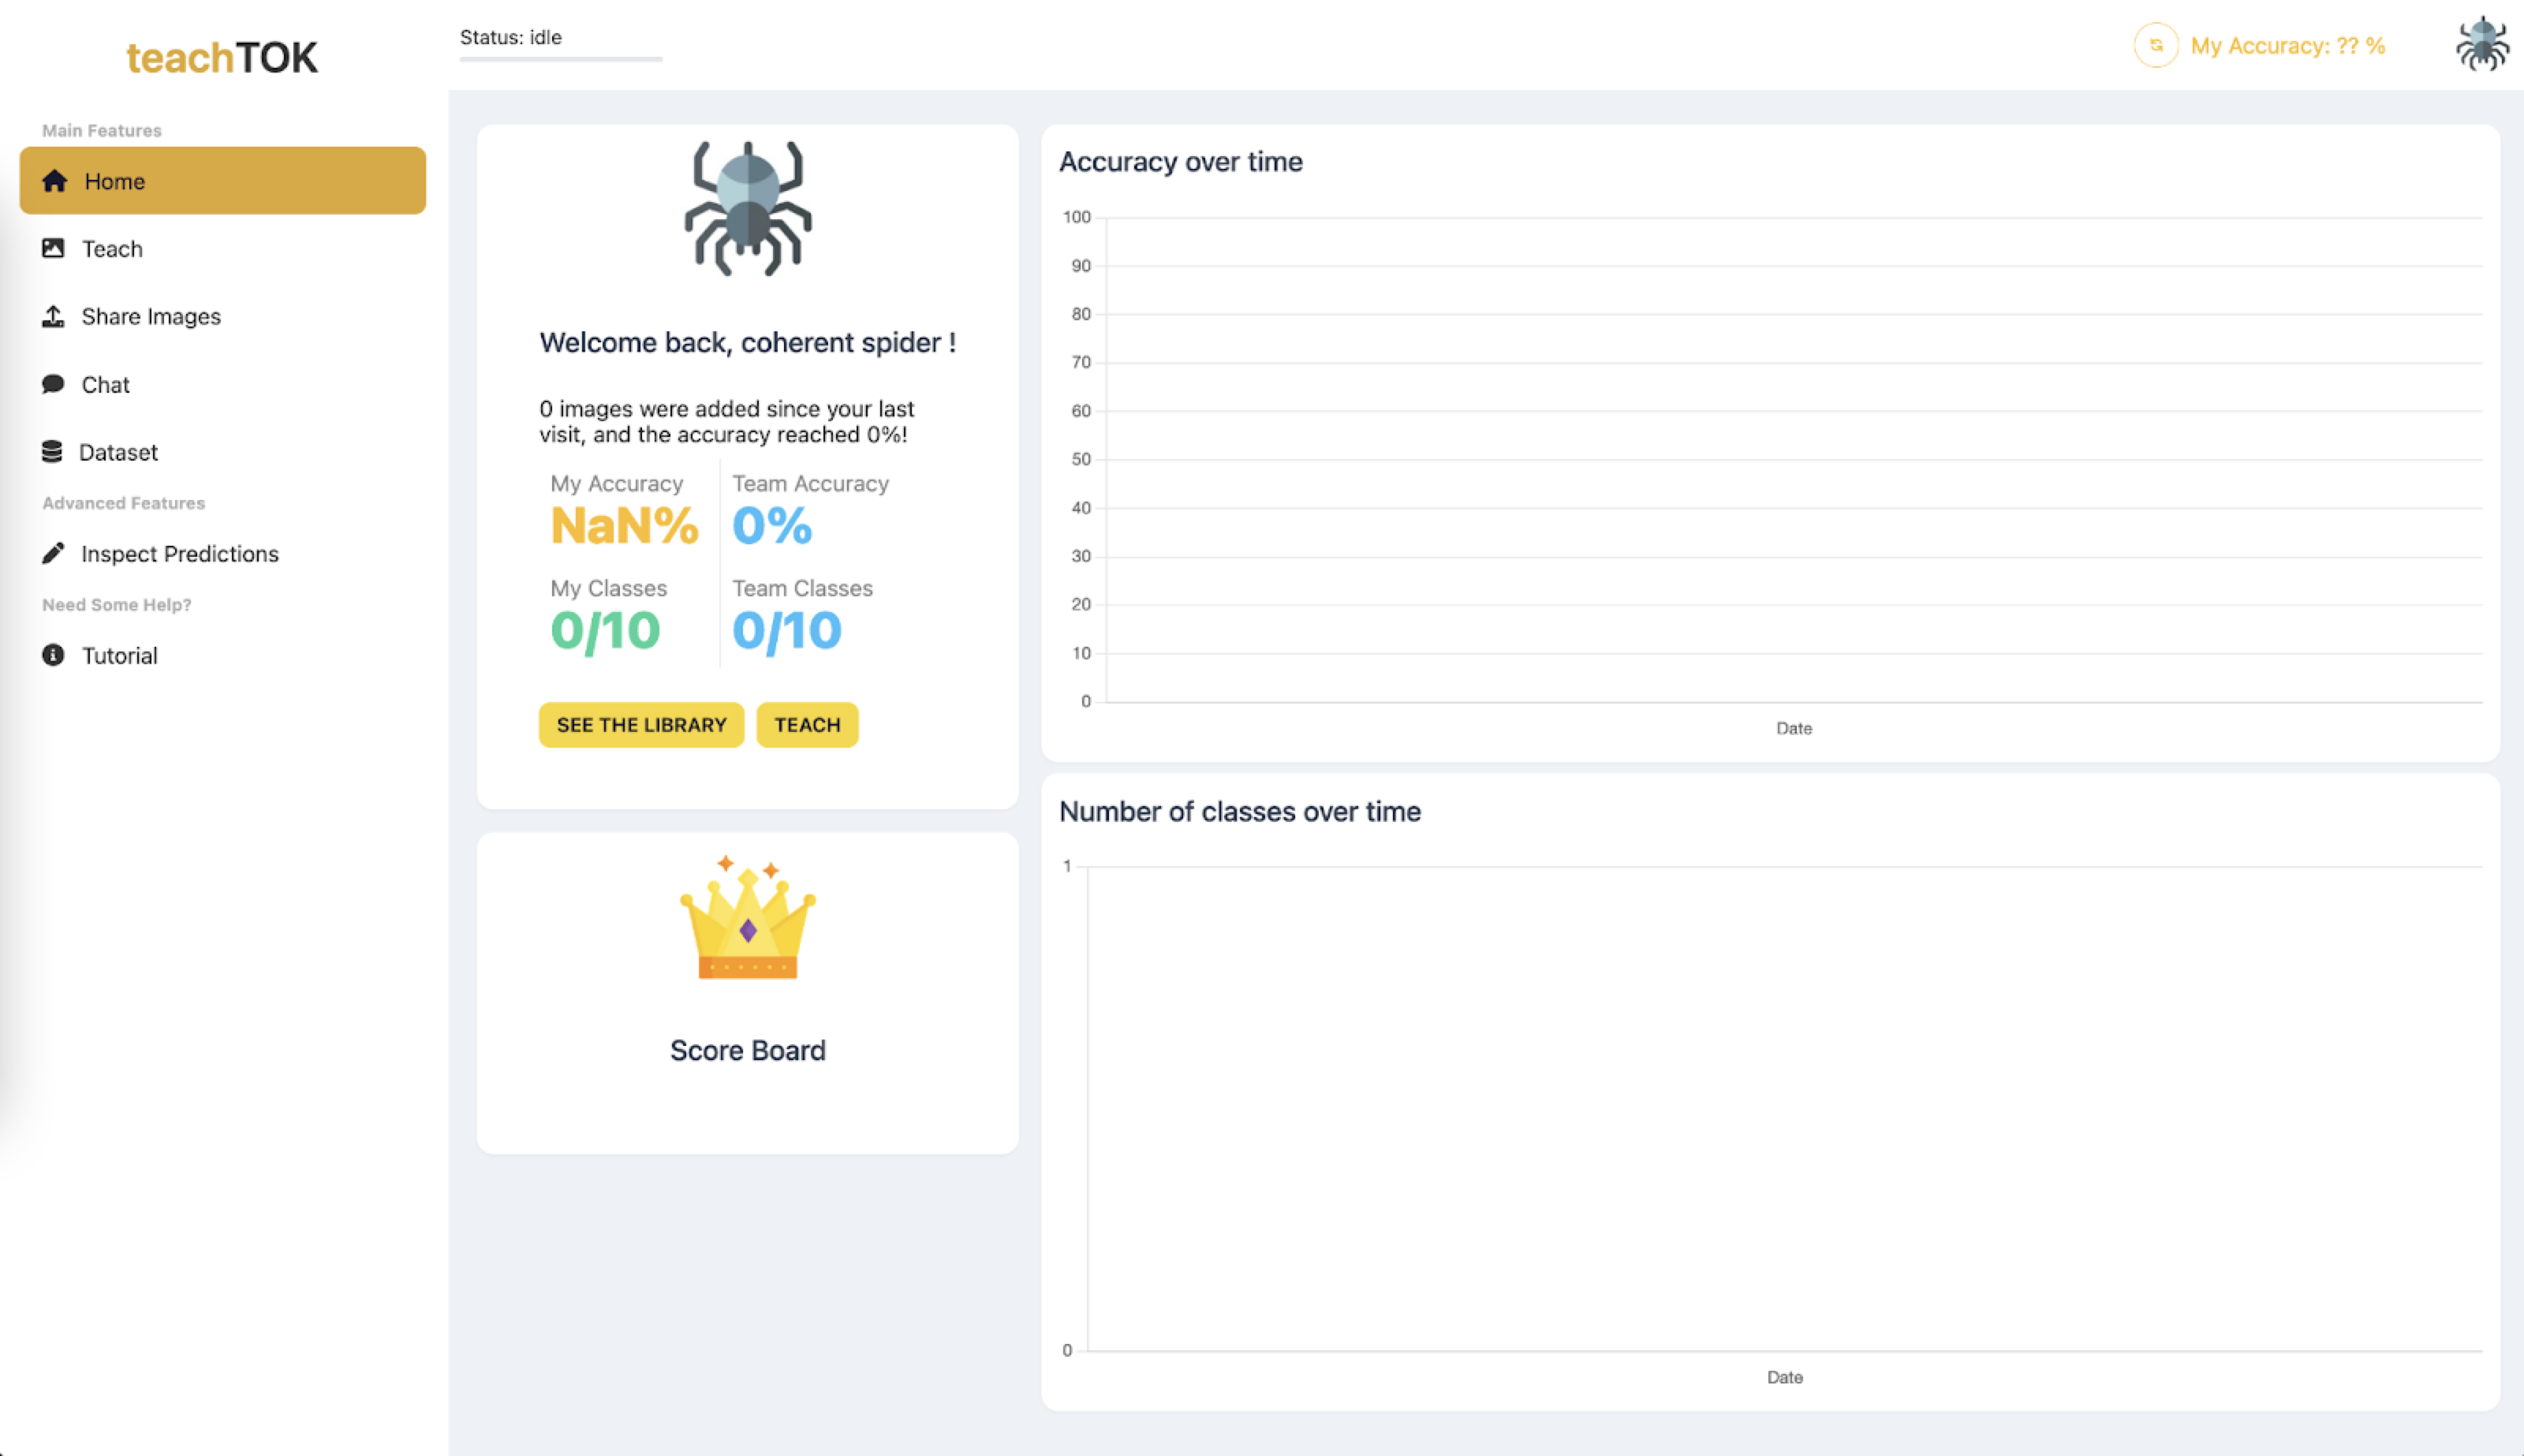 teachTOK
Main Features
Home
Teach
Share Images
Chat
Dataset
Advanced Features
Inspect Predictions
Need Some Help?
Tutorial
Status: idle
My Accuracy: ?? %
Welcome back, coherent spider !
0 images were added since your last
visit, and the accuracy reached 0%!
My Accuracy
NaN%
Team Accuracy
0%
My Classes
0/10
Team Classes
0/10
SEE THE LIBRARY
TEACH
Score Board
Accuracy over time
100
90
80
70
60
50
40
30
20
10
0
Date
Number of classes over time
1
0
Date